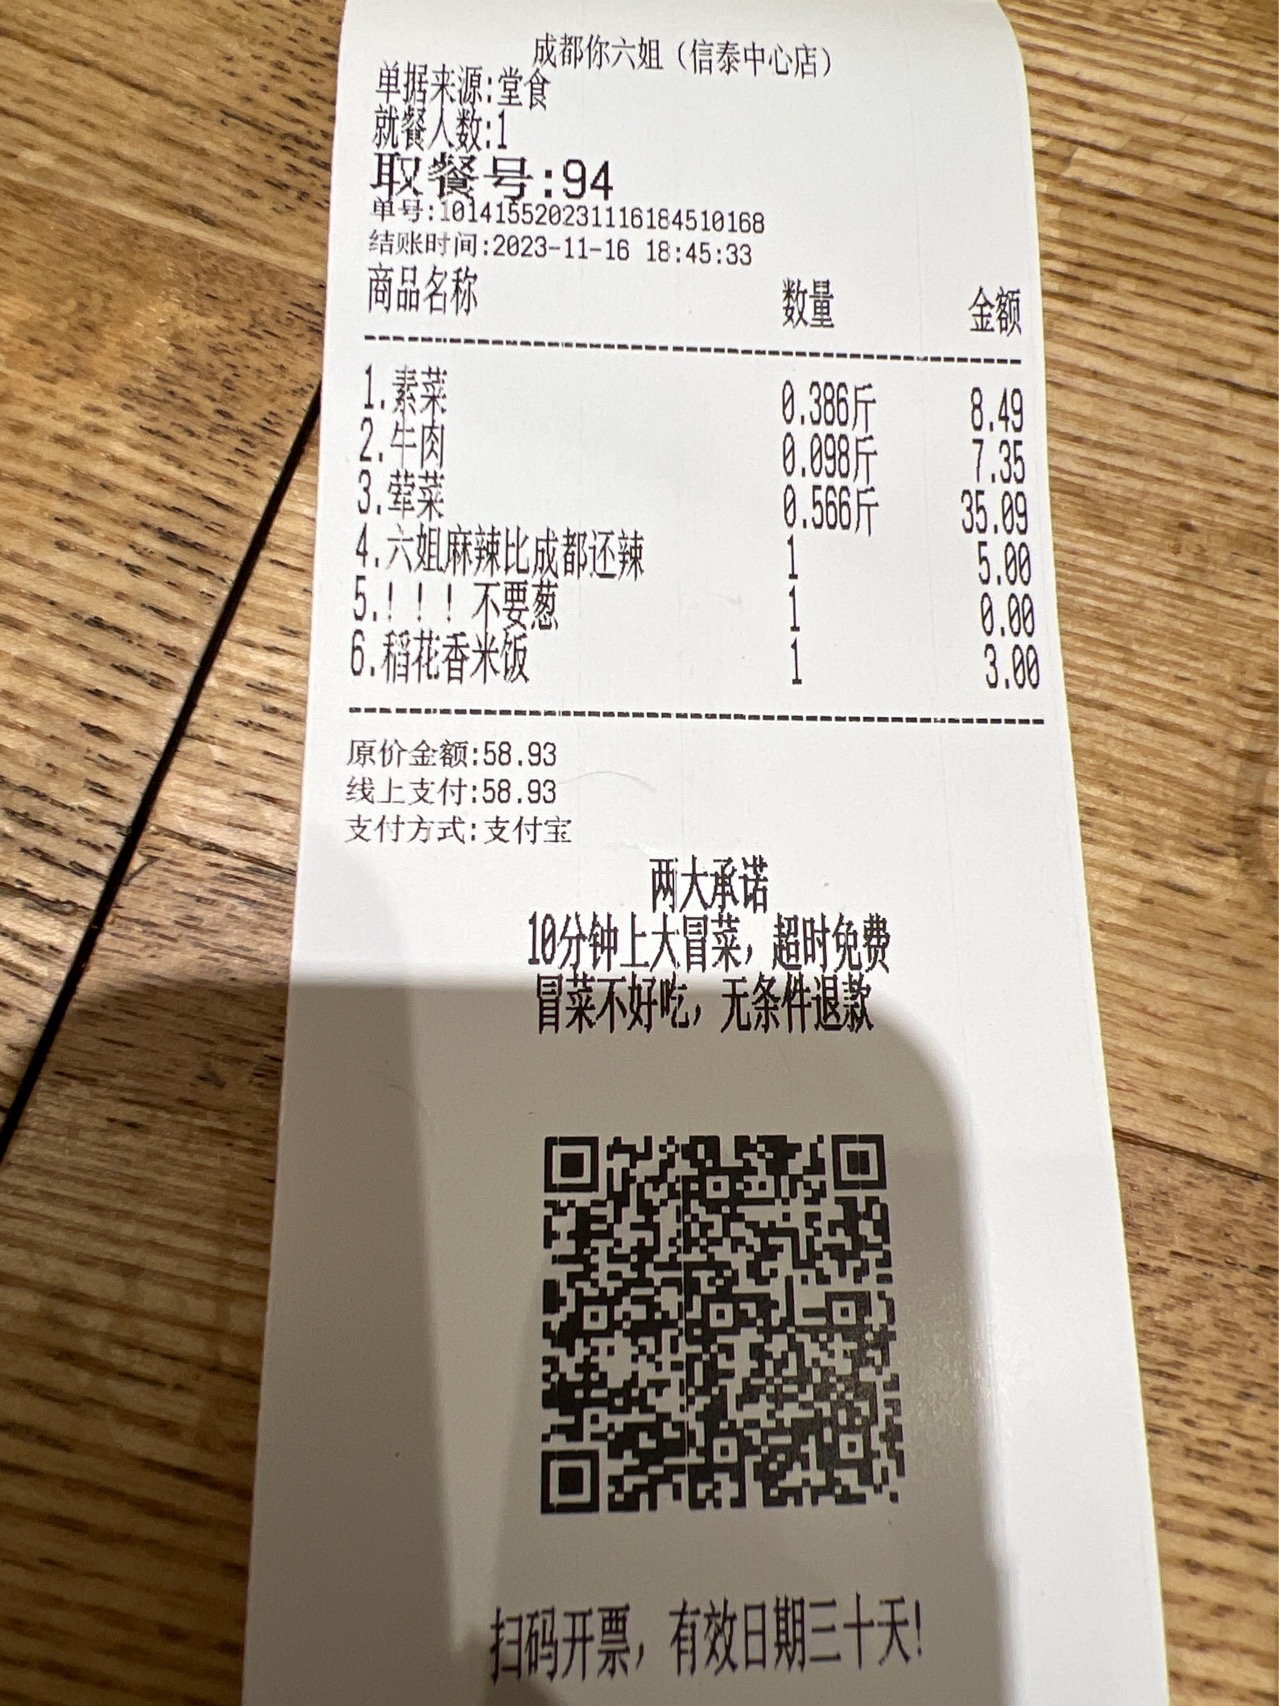 成都你六姐（信泰中心店）
单据来源:堂食
就餐人数:1
取餐号:94
单号:10141552023111618451​0168
结账时间:2023-11-16 18:45:33
商品名称 数量 金额
1.素菜 0.386斤 8.49
2.牛肉 0.098斤 7.35
3.荤菜 0.566斤 35.09
4.六姐麻辣比成都还辣 1 5.00
5.！！！不要葱 1 0.00
6.稻花香米饭 1 3.00
原价金额:58.93
线上支付:58.93
支付方式:支付宝
两大承诺
10分钟上大冒菜，超时免费
冒菜不好吃，无条件退款
扫码开票，有效日期三十天!